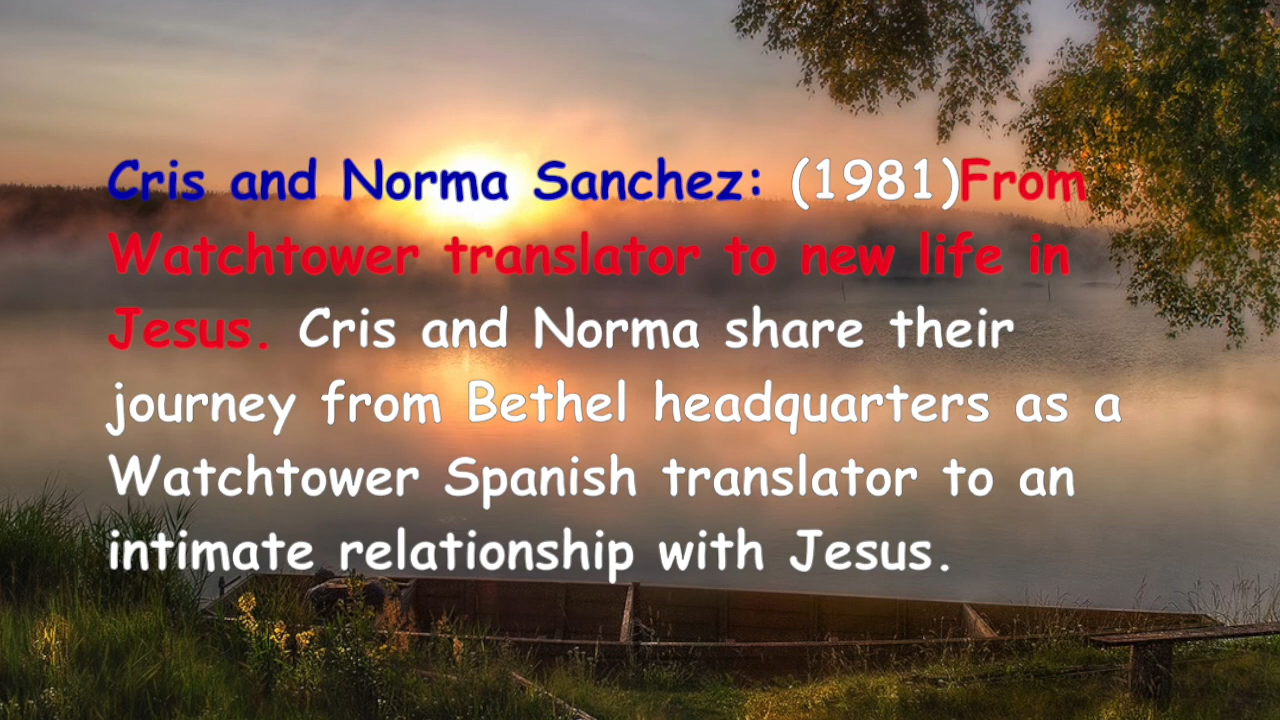 Cris and Norma Sanchez: (1981)From
Watchtower translator to new life in
Jesus. Cris and Norma share their
journey from Bethel headquarters as a
Watchtower Spanish translator to an
intimate relationship with Jesus.